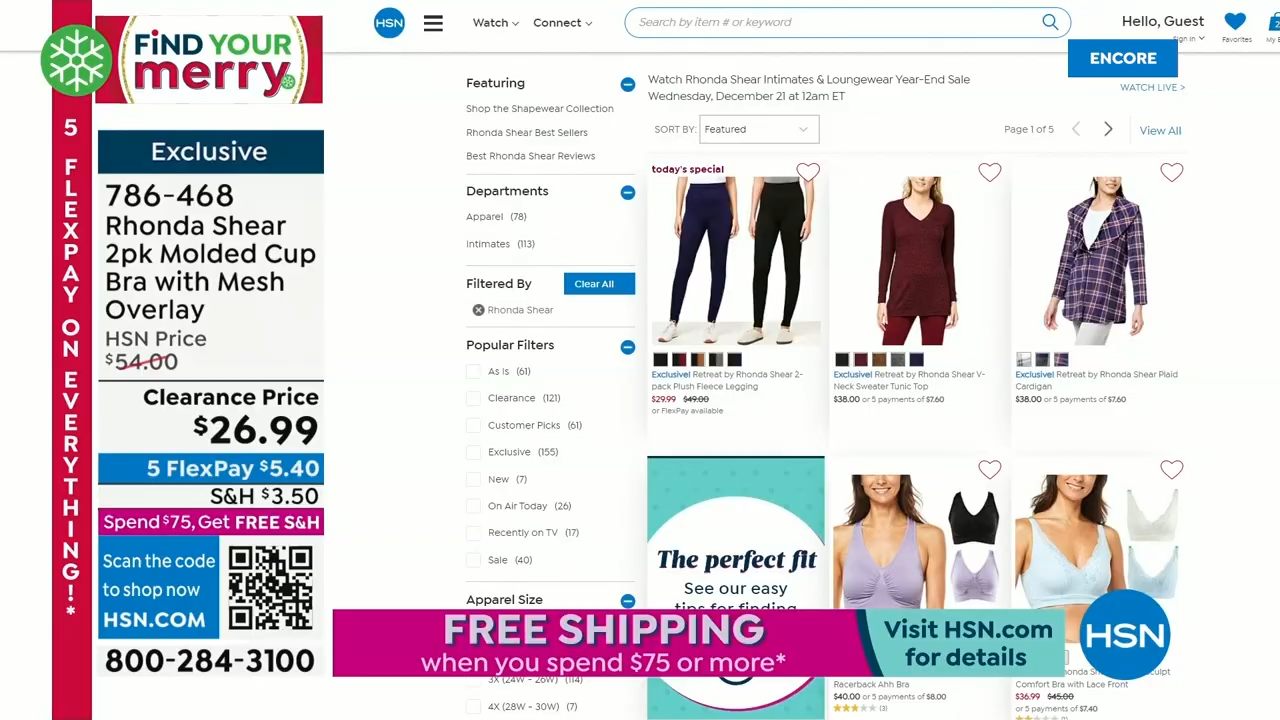 FiND YOUR
merry
5 FLEXPAY ON EVERYTHING!*
Exclusive
786-468
Rhonda Shear
2pk Molded Cup
Bra with Mesh
Overlay
HSN Price
$54.00
Clearance Price
$26.99
5 FlexPay $5.40
S&H $3.50
Spend $75, Get FREE S&H
Scan the code
to shop now
HSN.COM
800-284-3100
HSN
Watch
Connect
Search by item # or keyword
Hello, Guest
Sign In
Favorites
ENCORE
WATCH LIVE >
Featuring
Shop the Shapewear Collection
Rhonda Shear Best Sellers
Best Rhonda Shear Reviews
Departments
Apparel (78)
Intimates (113)
Filtered By
Clear All
Rhonda Shear
Popular Filters
As Is (61)
Clearance (121)
Customer Picks (61)
Exclusive (155)
New (7)
On Air Today (26)
Recently on TV (17)
Sale (40)
Apparel Size
3X (24W - 26W) (114)
4X (28W - 30W) (7)
Watch Rhonda Shear Intimates & Loungewear Year-End Sale
Wednesday, December 21 at 12am ET
SORT BY: Featured
Page 1 of 5
View All
today's special
Exclusive! Retreat by Rhonda Shear 2-
pack Plush Fleece Legging
$29.99 $49.00
or FlexPay available
Exclusive! Retreat by Rhonda Shear V-
Neck Sweater Tunic Top
$38.00 or 5 payments of $7.60
Exclusive! Retreat by Rhonda Shear Plaid
Cardigan
$38.00 or 5 payments of $7.60
The perfect fit
See our easy
tips for finding
Racerback Ahh Bra
$40.00 or 5 payments of $8.00
(3)
Comfort Bra with Lace Front
$36.99 $45.00
or 5 payments of $7.40
FREE SHIPPING
when you spend $75 or more*
Visit HSN.com
for details
HSN